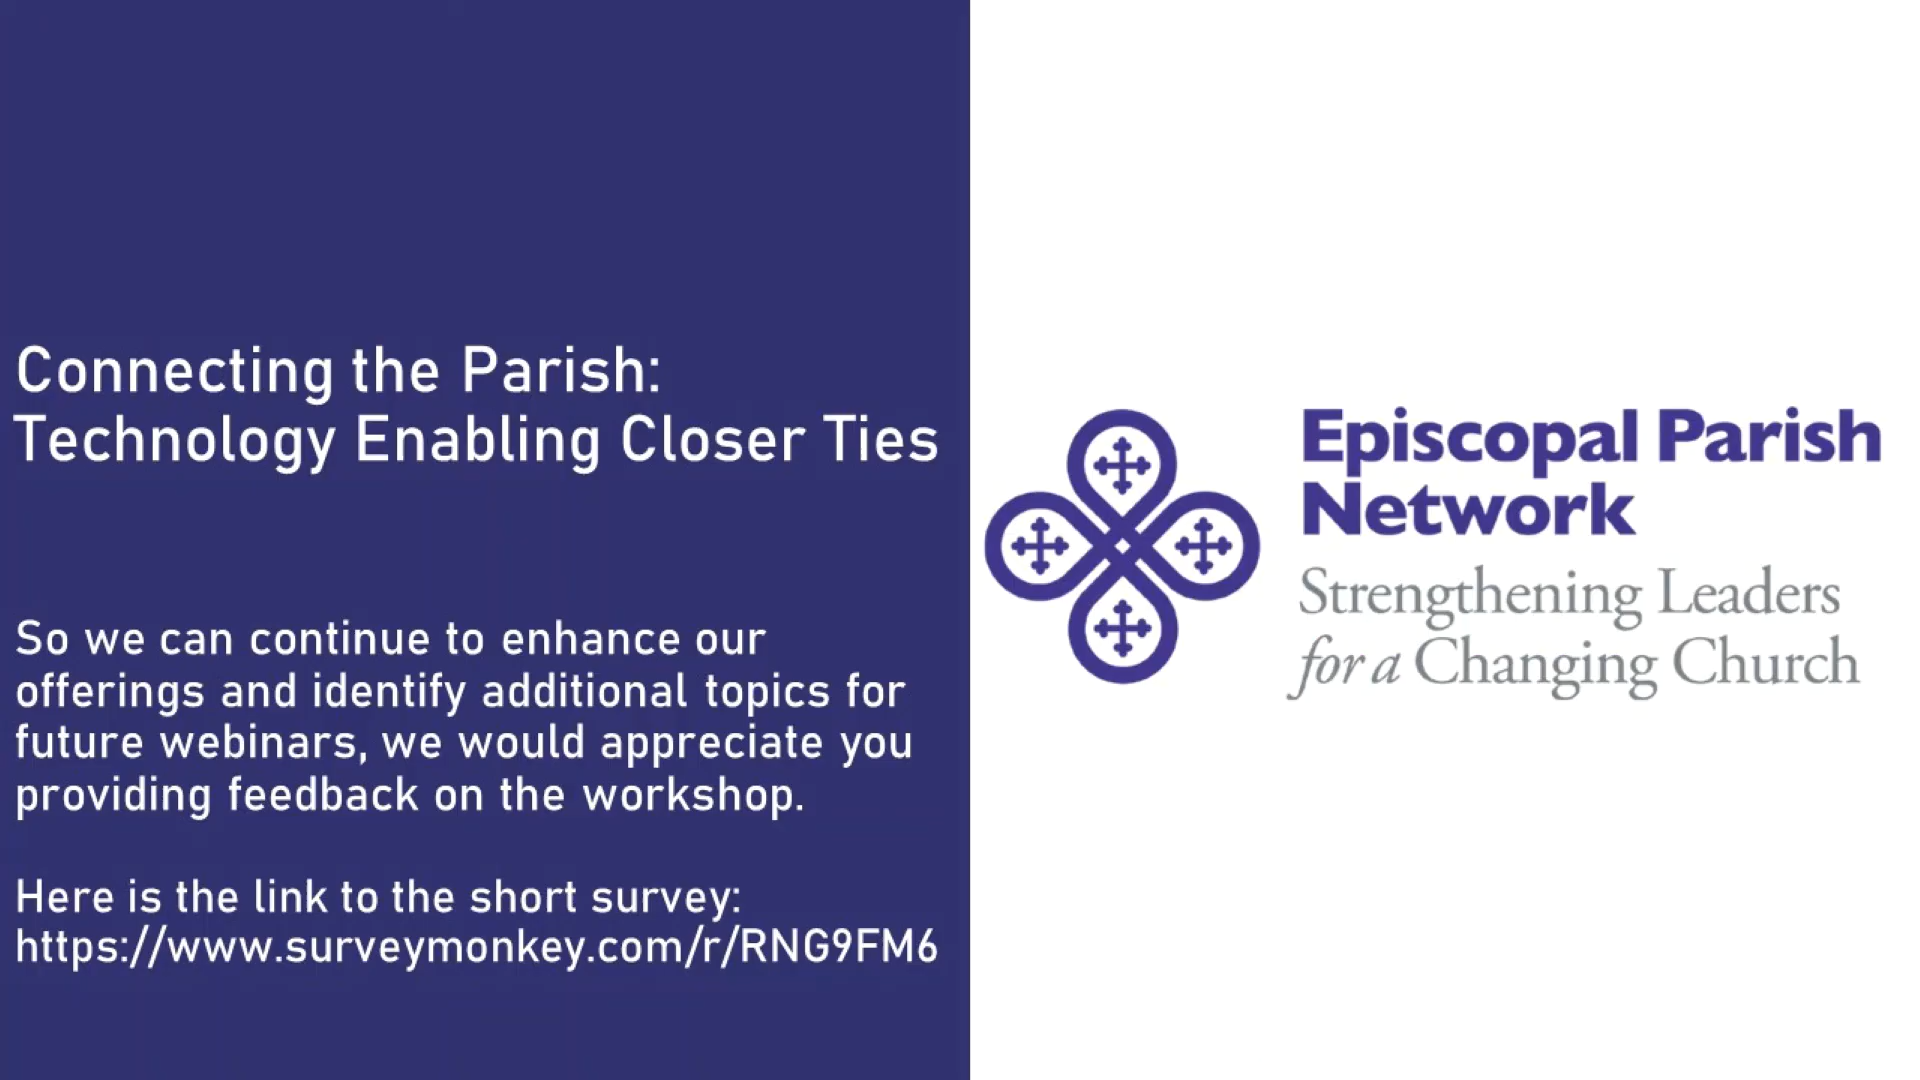 Connecting the Parish:
Technology Enabling Closer Ties
So we can continue to enhance our
offerings and identify additional topics for
future webinars, we would appreciate you
providing feedback on the workshop.
Here is the link to the short survey:
https://www.surveymonkey.com/r/RNG9FM6
Episcopal Parish
Network
Strengthening Leaders
for a Changing Church